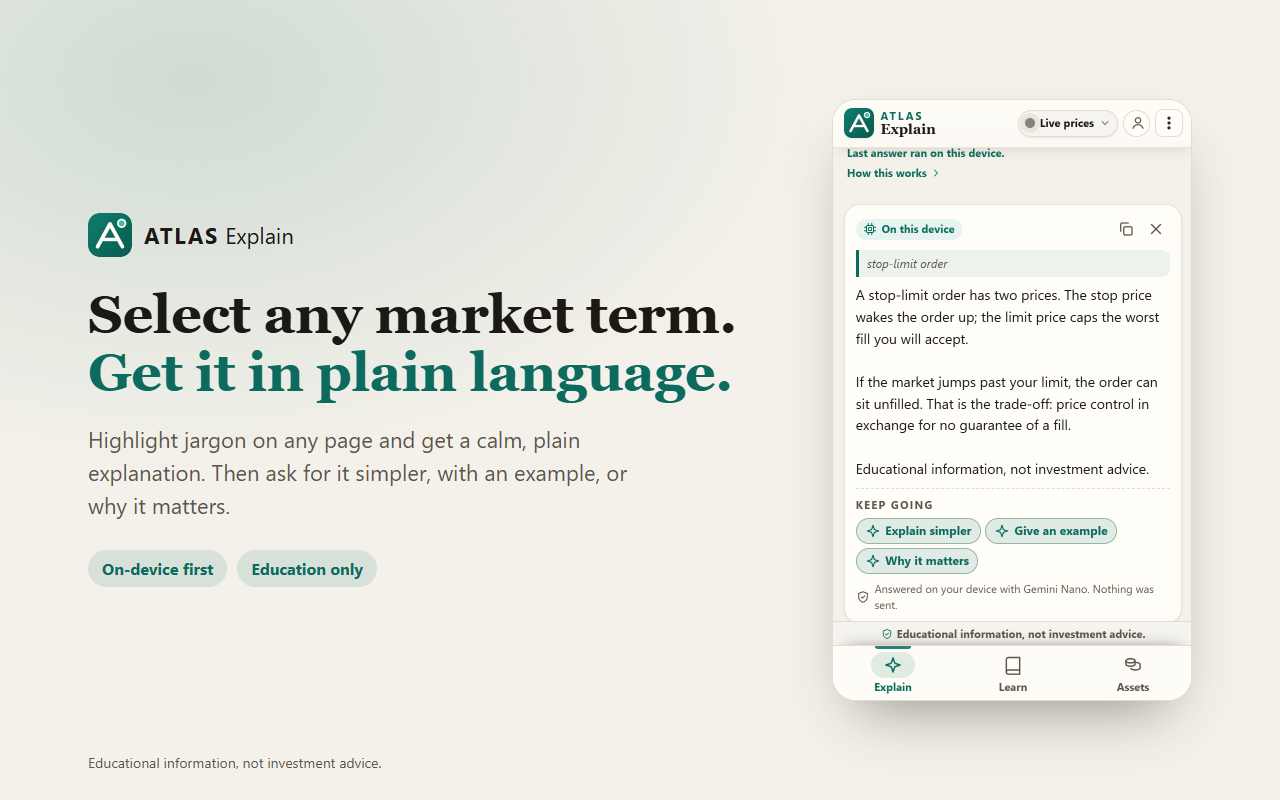 ATLAS Explain
Select any market term.
Get it in plain language.
Highlight jargon on any page and get a calm, plain
explanation. Then ask for it simpler, with an example, or
why it matters.
On-device first
Education only
Educational information, not investment advice.
ATLAS
Explain
Live prices
Last answer ran on this device.
How this works
On this device
stop-limit order
A stop-limit order has two prices. The stop price
wakes the order up; the limit price caps the worst
fill you will accept.
If the market jumps past your limit, the order can
sit unfilled. That is the trade-off: price control in
exchange for no guarantee of a fill.
Educational information, not investment advice.
KEEP GOING
Explain simpler
Give an example
Why it matters
Answered on your device with Gemini Nano. Nothing was
sent.
Educational information, not investment advice.
Explain
Learn
Assets